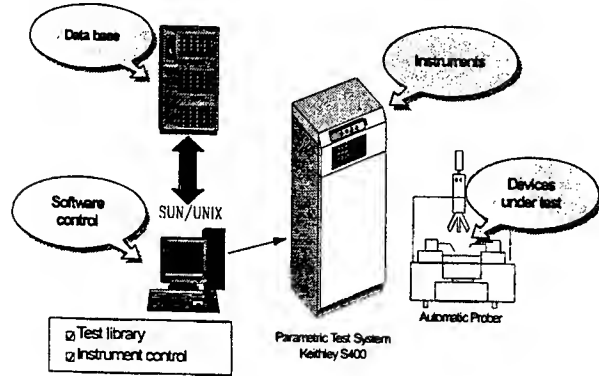 Data base
Instruments
Software
control
SUN/UNIX
Devices
under test
Test library
Instrument control
Parametric Test System
Keithley S400
Automatic Prober